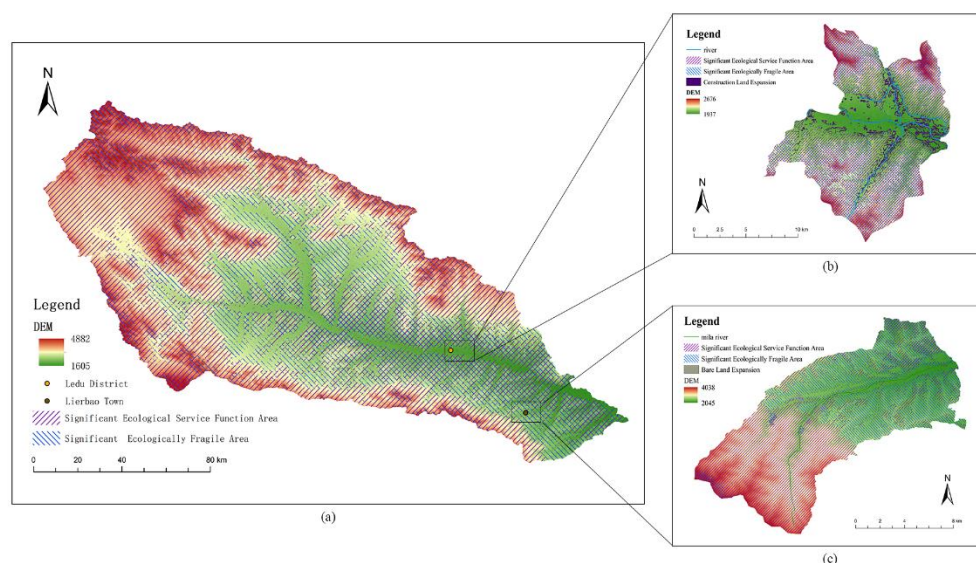 N
Legend
DEM
4882
1605
Ledu District
Lierbao Town
Significant Ecological Service Function Area
Significant Ecologically Fragile Area
0 20 40 80 km
(a)
Legend
river
Significant Ecological Service Function Area
Significant Ecologically Fragile Area
Construction Land Expansion
DEM
2676
1937
N
0 2.5 5 10 km
(b)
Legend
mila river
Significant Ecological Service Function Area
Significant Ecologically Fragile Area
Bare Land Expansion
DEM
4038
2045
N
0 2 4 8 km
(c)